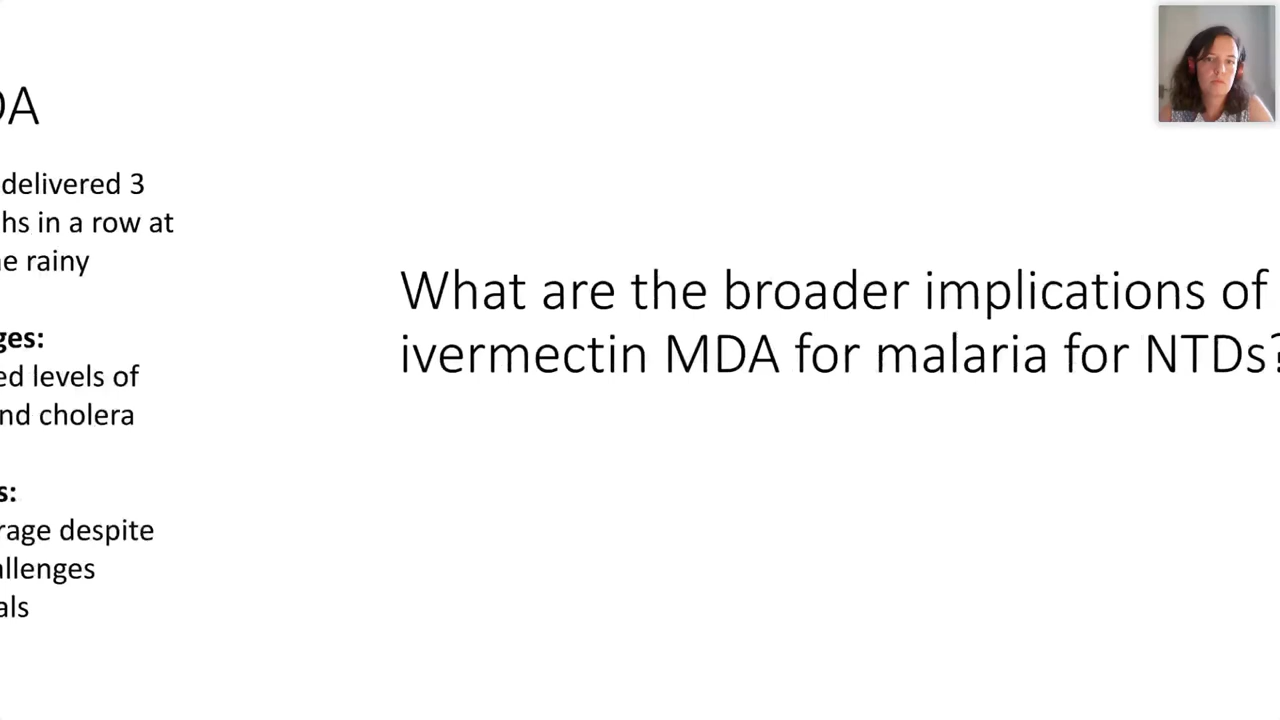 DA
delivered 3
hs in a row at
e rainy
ges:
ed levels of
nd cholera
s:
rage despite
allenges
als
What are the broader implications of
ivermectin MDA for malaria for NTDs?